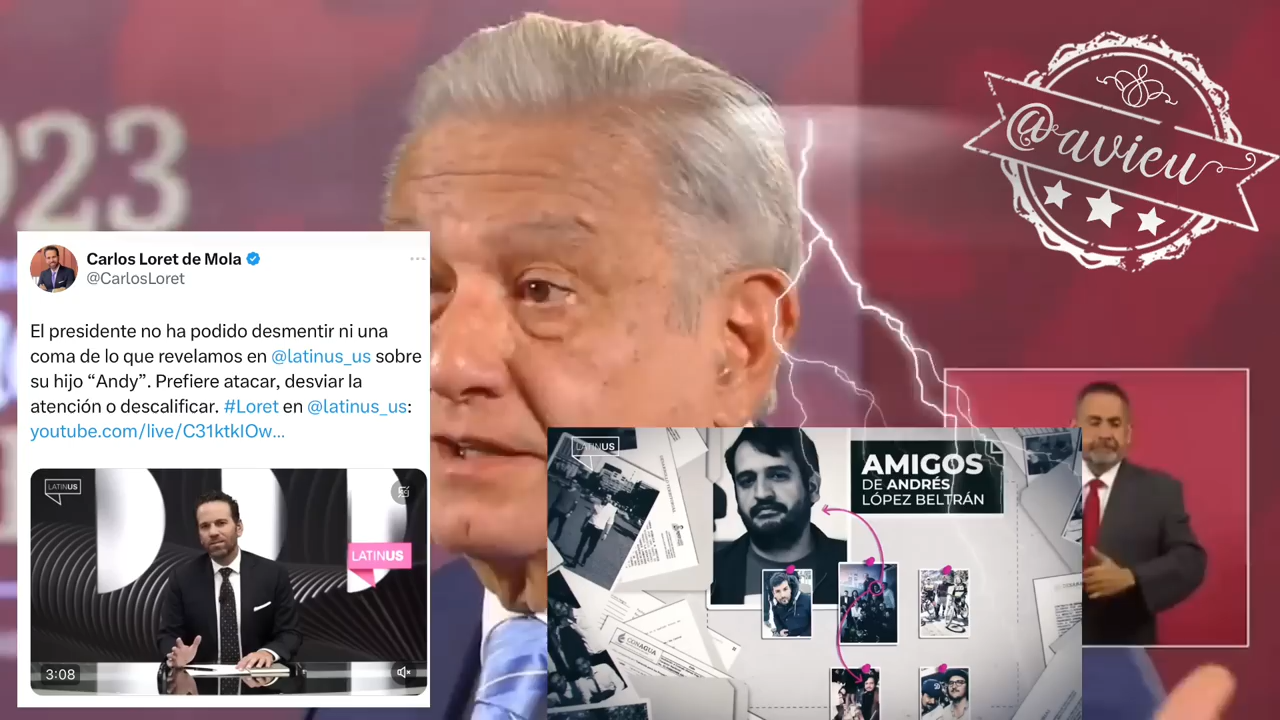 023
@avieu
Carlos Loret de Mola
@CarlosLoret
El presidente no ha podido desmentir ni una
coma de lo que revelamos en @latinus_us sobre
su hijo “Andy”. Prefiere atacar, desviar la
atención o descalificar. #Loret en @latinus_us:
youtube.com/live/C31ktkIOw...
LATINUS
LATINUS
3:08
LATINUS
AMIGOS
DE ANDRÉS
LÓPEZ BELTRÁN
CONAGUA